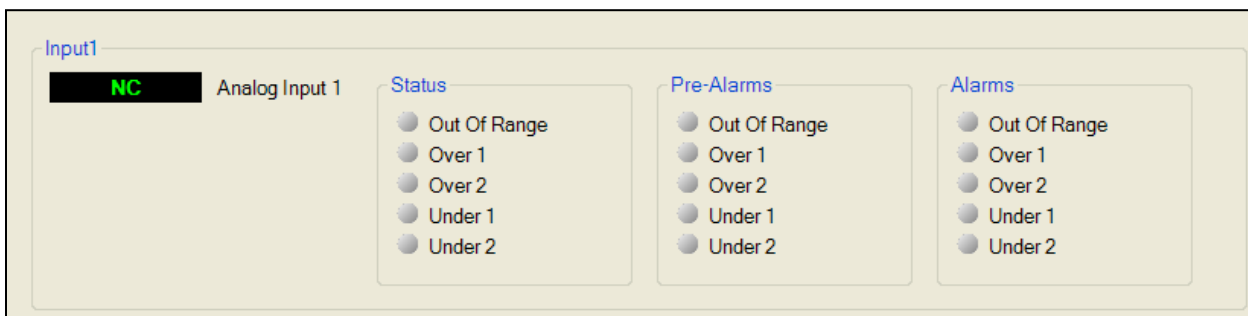 Input1
NC Analog Input 1
Status
Out Of Range
Over 1
Over 2
Under 1
Under 2
Pre-Alarms
Out Of Range
Over 1
Over 2
Under 1
Under 2
Alarms
Out Of Range
Over 1
Over 2
Under 1
Under 2